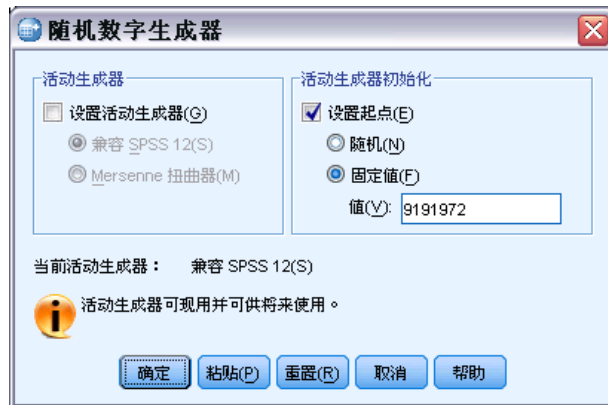 随机数字生成器
活动生成器
设置活动生成器(G)
兼容 SPSS 12(S)
Mersenne 扭曲器(M)
活动生成器初始化
设置起点(E)
随机(N)
固定值(F)
值(V): 9191972
当前活动生成器： 兼容 SPSS 12(S)
活动生成器可现用并可供将来使用。
确定 粘贴(P) 重置(R) 取消 帮助